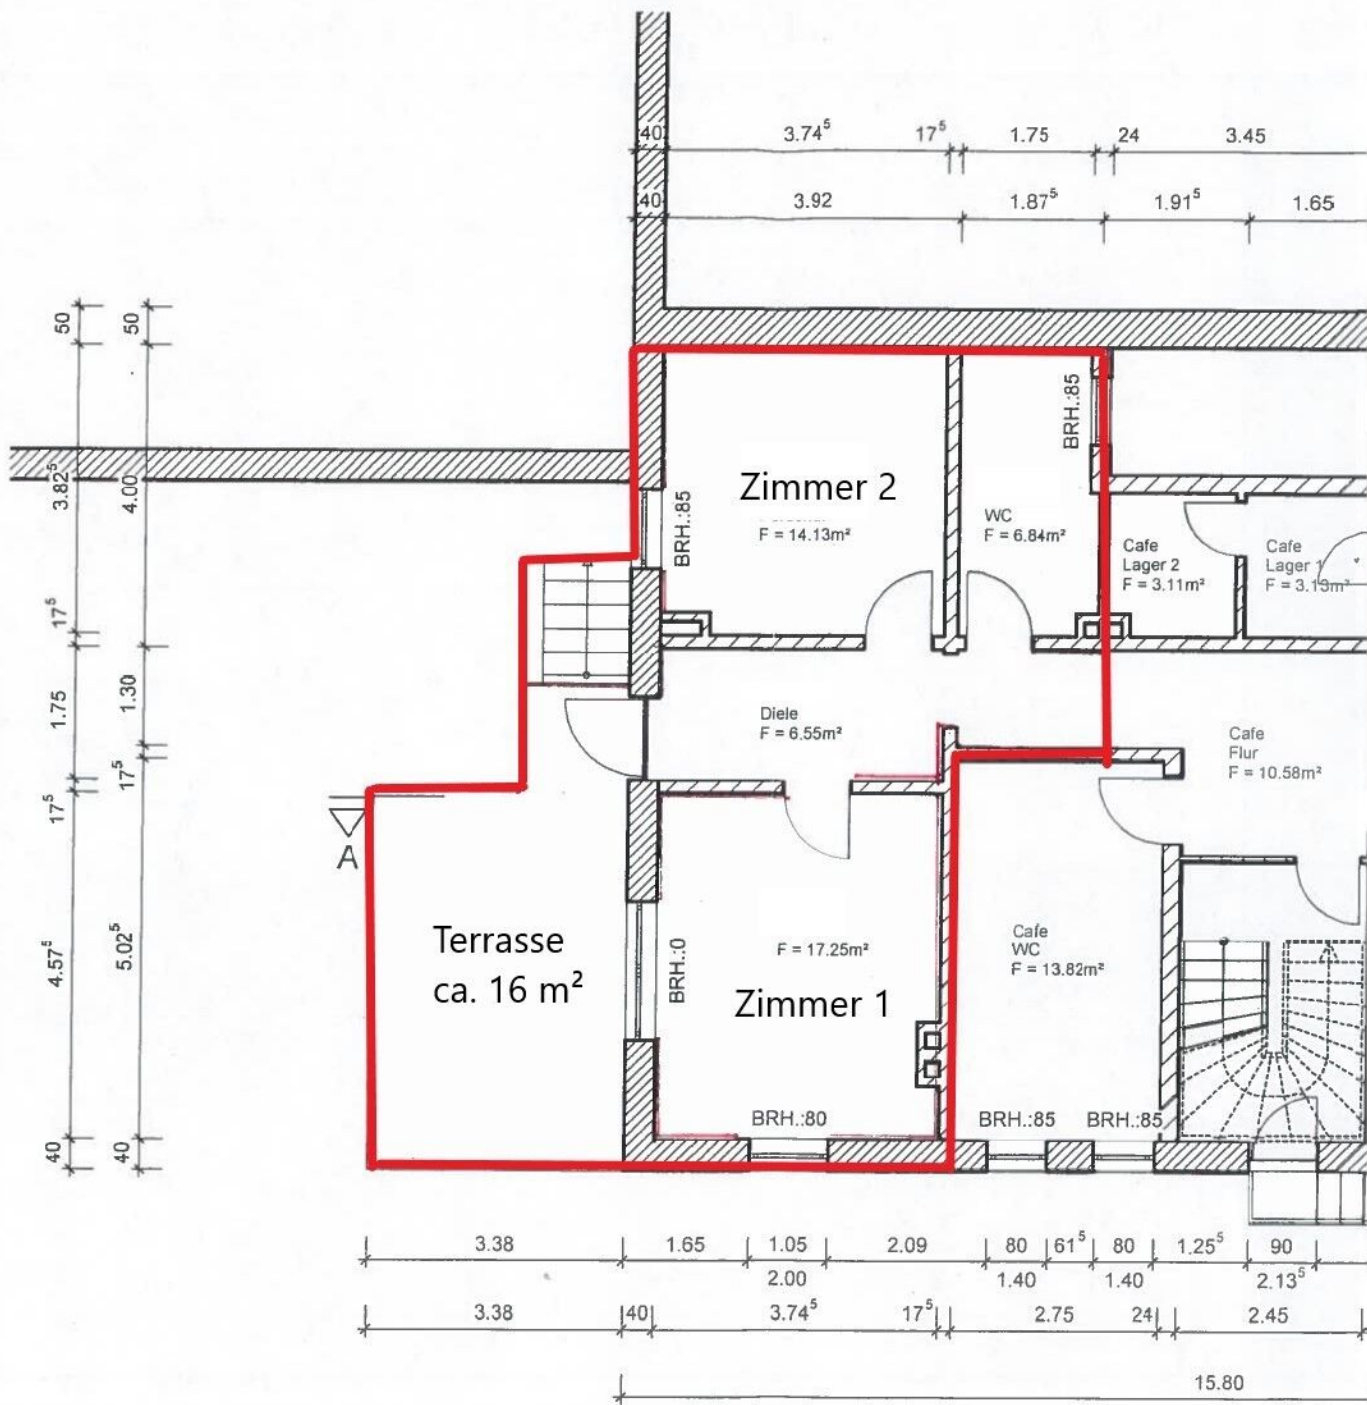 40 3.74⁵ 17⁵ 1.75 24 3.45
40 3.92 1.87⁵ 1.91⁵ 1.65
50 50
3.82⁵ 4.00
17⁵
1.75 1.30
17⁵ 17⁵
4.57⁵ 5.02⁵
40 40
BRH.:85
Zimmer 2
F = 14.13m²
BRH.:85
WC
F = 6.84m²
Cafe
Lager 2
F = 3.11m²
Cafe
Lager 1
F = 3.13m²
Diele
F = 6.55m²
Cafe
Flur
F = 10.58m²
A
Terrasse
ca. 16 m²
BRH.:0
F = 17.25m²
Zimmer 1
Cafe
WC
F = 13.82m²
BRH.:80
BRH.:85
BRH.:85
3.38 1.65 1.05 2.09 80 61⁵ 80 1.25⁵ 90
2.00 1.40 1.40 2.13⁵
3.38 40 3.74⁵ 17⁵ 2.75 24 2.45
15.80